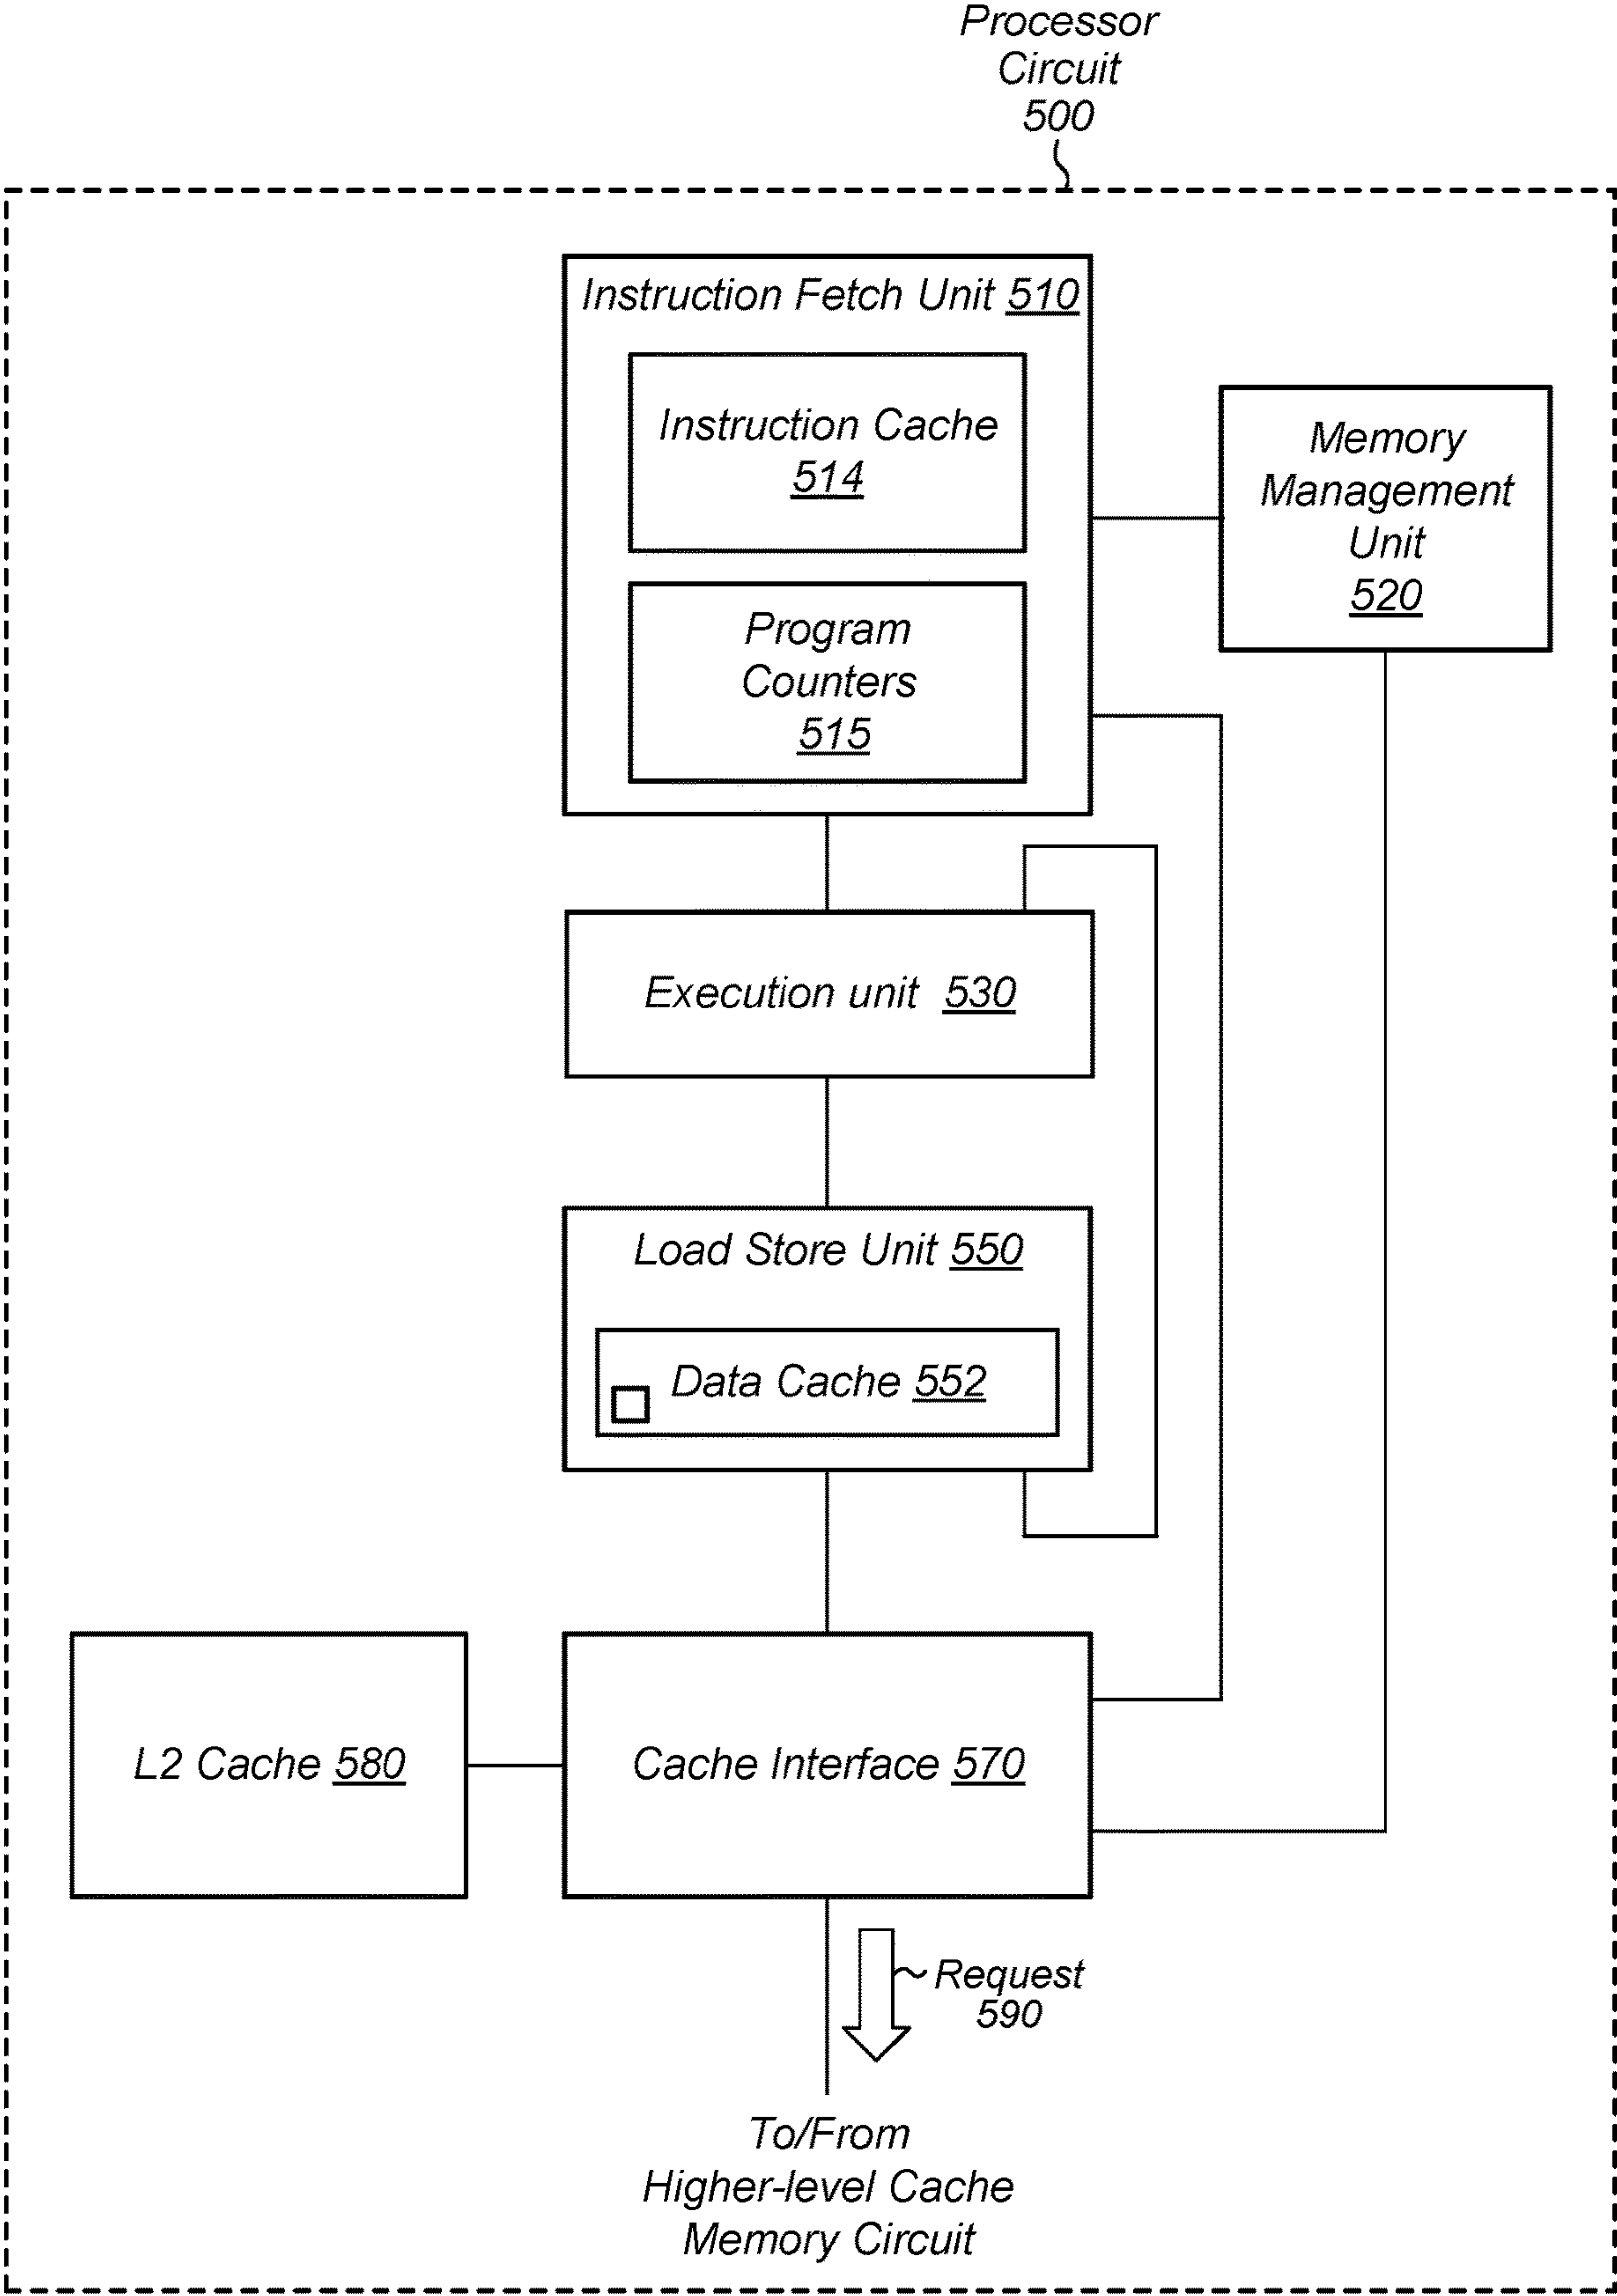 Processor
Circuit
500
Instruction Fetch Unit 510
Instruction Cache
514
Program
Counters
515
Memory
Management
Unit
520
Execution unit 530
Load Store Unit 550
Data Cache 552
L2 Cache 580
Cache Interface 570
Request
590
To/From
Higher-level Cache
Memory Circuit